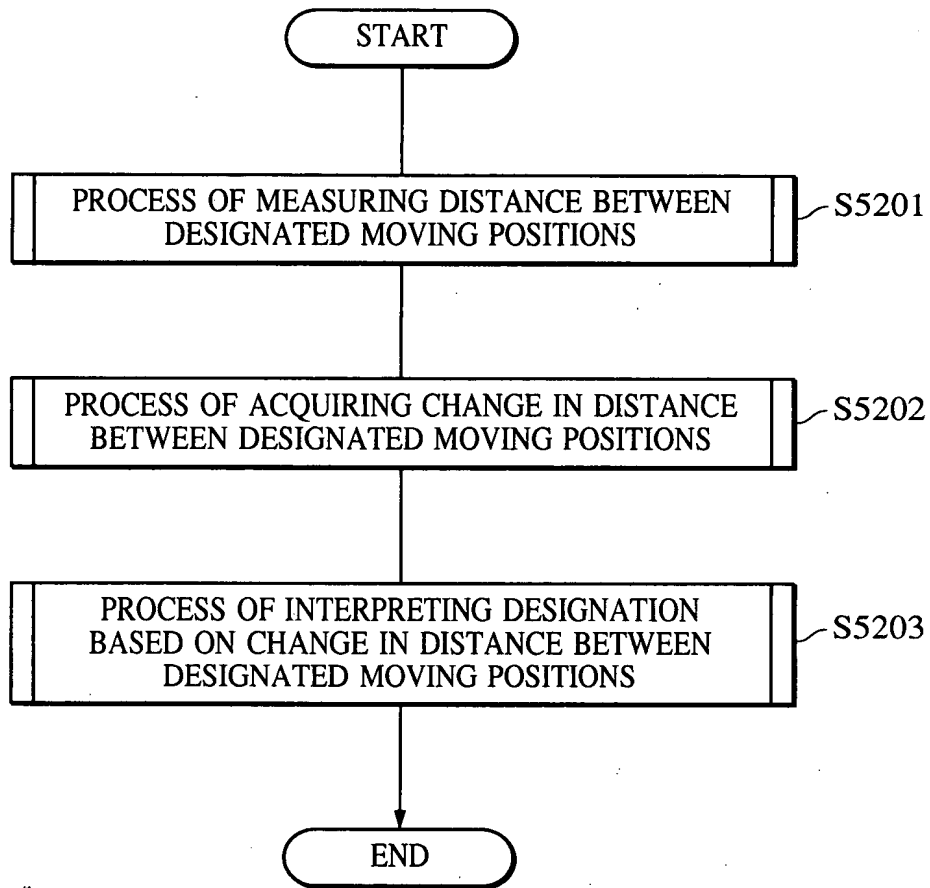 START
PROCESS OF MEASURING DISTANCE BETWEEN
DESIGNATED MOVING POSITIONS
S5201
PROCESS OF ACQUIRING CHANGE IN DISTANCE
BETWEEN DESIGNATED MOVING POSITIONS
S5202
PROCESS OF INTERPRETING DESIGNATION
BASED ON CHANGE IN DISTANCE BETWEEN
DESIGNATED MOVING POSITIONS
S5203
END